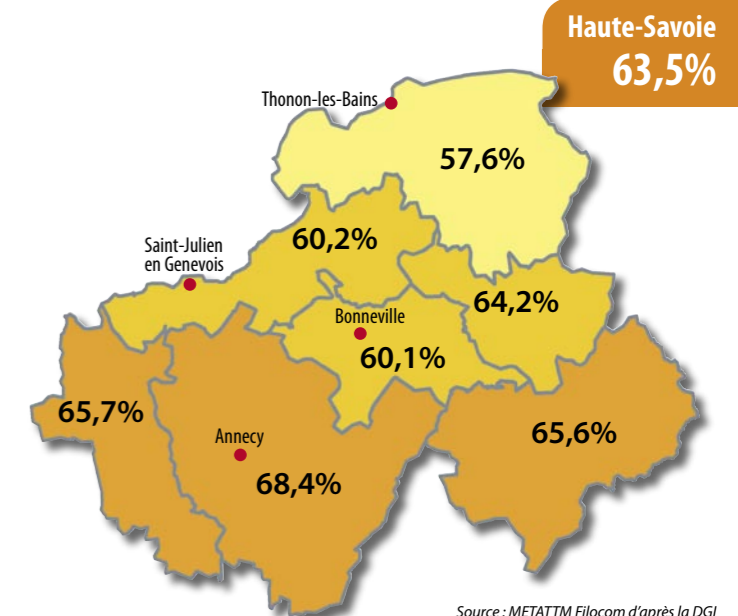 Haute-Savoie
63,5%
Thonon-les-Bains
57,6%
60,2%
Saint-Julien
en Genevois
64,2%
Bonneville
60,1%
65,7%
65,6%
Annecy
68,4%
Source : METATTM Filocom d'après la DGI